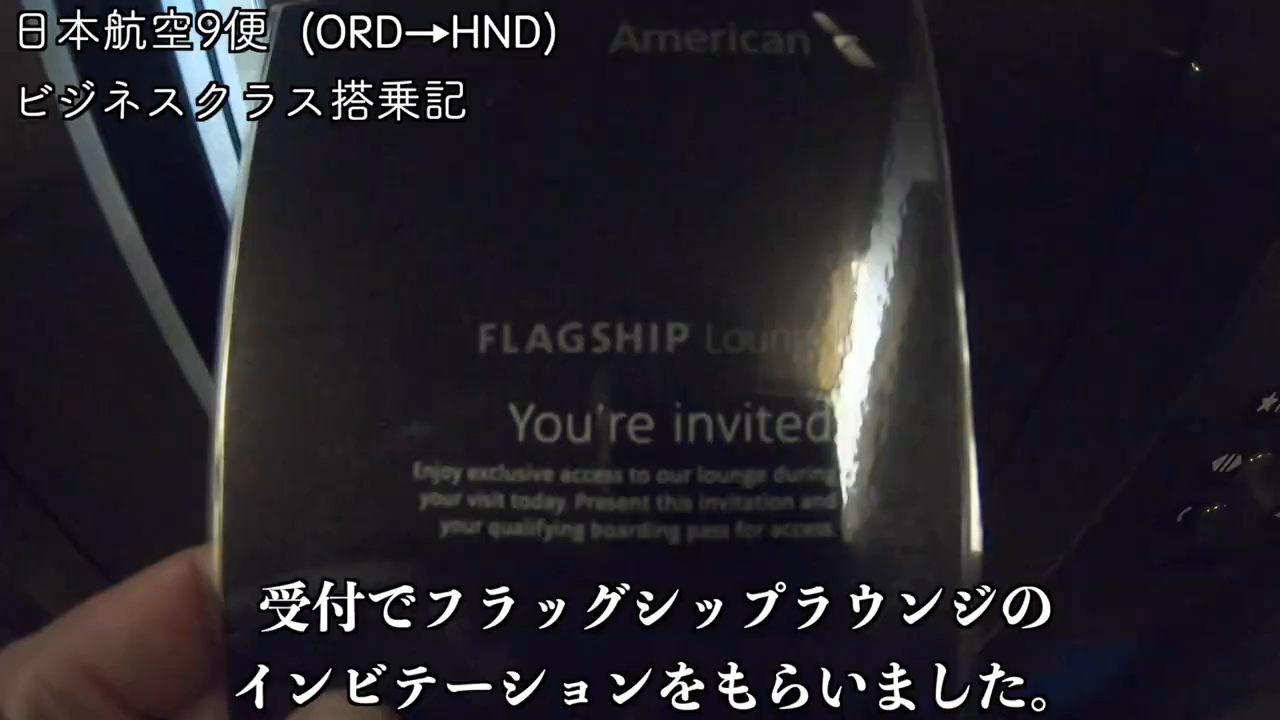 日本航空9便 (ORD→HND)
ビジネスクラス搭乗記
American
FLAGSHIP Lounge
You're invited
Enjoy exclusive access to our lounge during
your visit today. Present this invitation and
your qualifying boarding pass for access.
受付でフラッグシップラウンジの
インビテーションをもらいました。